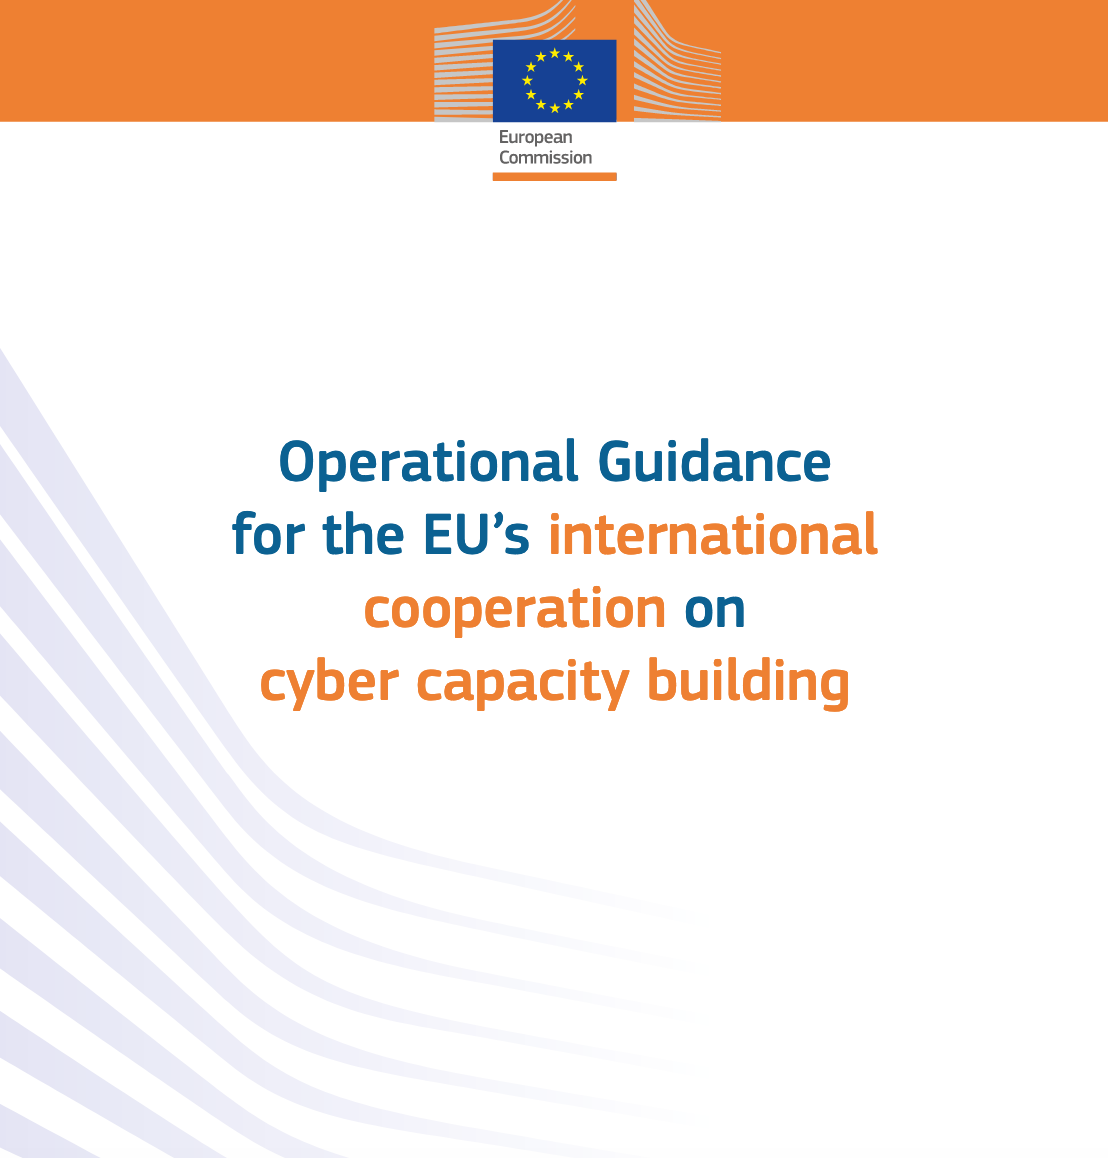 European
Commission
Operational Guidance
for the EU’s international
cooperation on
cyber capacity building